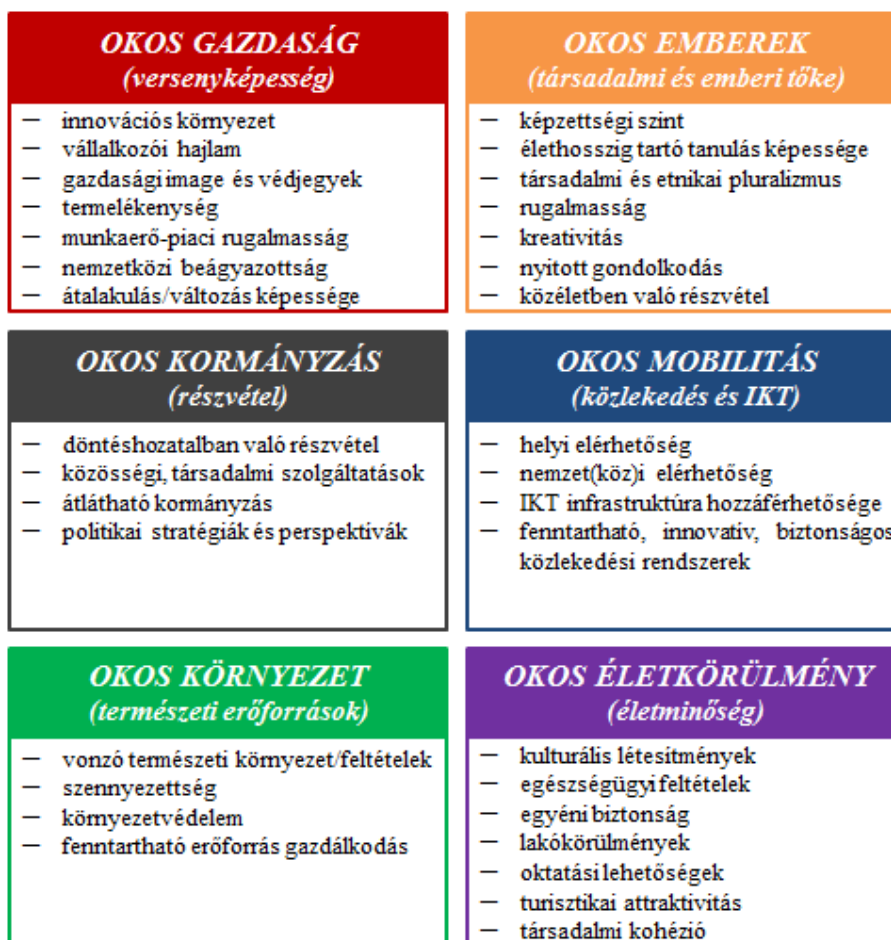 OKOS GAZDASÁG
(versenyképesség)
— innovációs környezet
— vállalkozói hajlam
— gazdasági image és védjegyek
— termelékenység
— munkaerő-piaci rugalmasság
— nemzetközi beágyazottság
— átalakulás/változás képessége
OKOS EMBEREK
(társadalmi és emberi tőke)
— képzettségi szint
— élethosszig tartó tanulás képessége
— társadalmi és etnikai pluralizmus
— rugalmasság
— kreativitás
— nyitott gondolkodás
— közéletben való részvétel
OKOS KORMÁNYZÁS
(részvétel)
— döntéshozatalban való részvétel
— közösségi, társadalmi szolgáltatások
— átlátható kormányzás
— politikai stratégiák és perspektívák
OKOS MOBILITÁS
(közlekedés és IKT)
— helyi elérhetőség
— nemzet(köz)i elérhetőség
— IKT infrastruktúra hozzáférhetősége
— fenntartható, innovatív, biztonságos
közlekedési rendszerek
OKOS KÖRNYEZET
(természeti erőforrások)
— vonzó természeti környezet/feltételek
— szennyezettség
— környezetvédelem
— fenntartható erőforrás gazdálkodás
OKOS ÉLETKÖRÜLMÉNY
(életminőség)
— kulturális létesítmények
— egészségügyi feltételek
— egyéni biztonság
— lakókörülmények
— oktatási lehetőségek
— turisztikai attraktivitás
— társadalmi kohézió